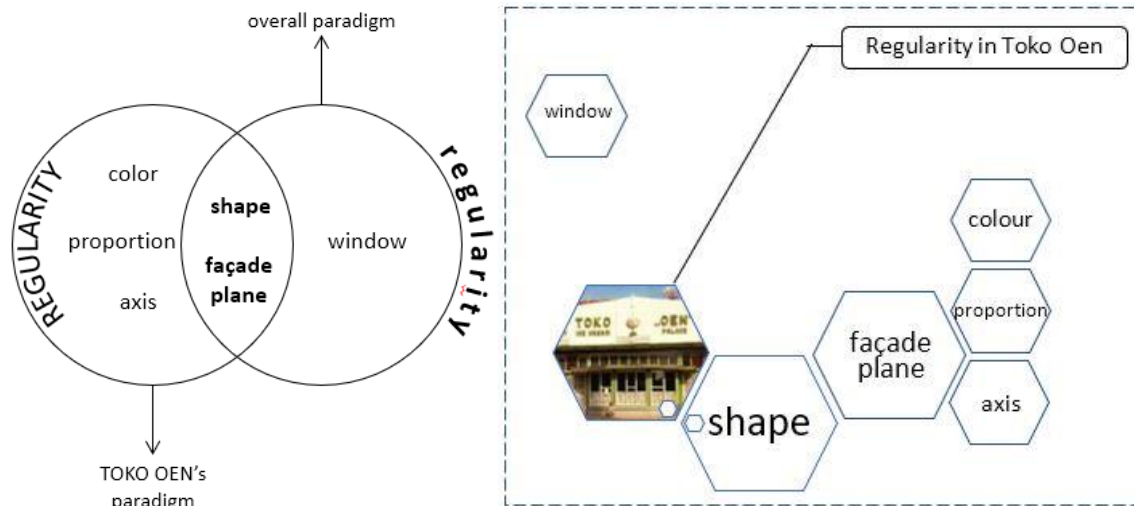 overall paradigm
REGULARITY
color
proportion
axis
shape
façade
plane
window
regularity
TOKO OEN's
paradigm
Regularity in Toko Oen
window
TOKO OEN
shape
façade
plane
colour
proportion
axis